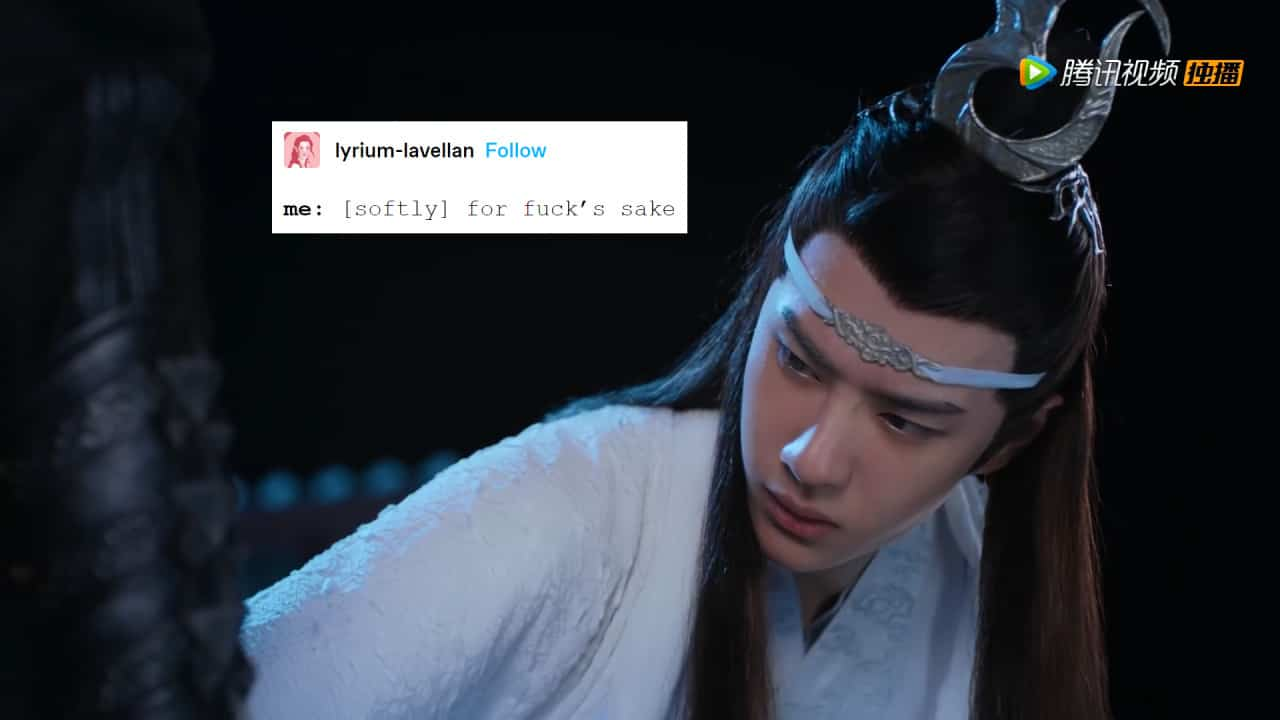 腾讯视频 独播
lyrium-lavellan Follow
me: [softly] for fuck’s sake